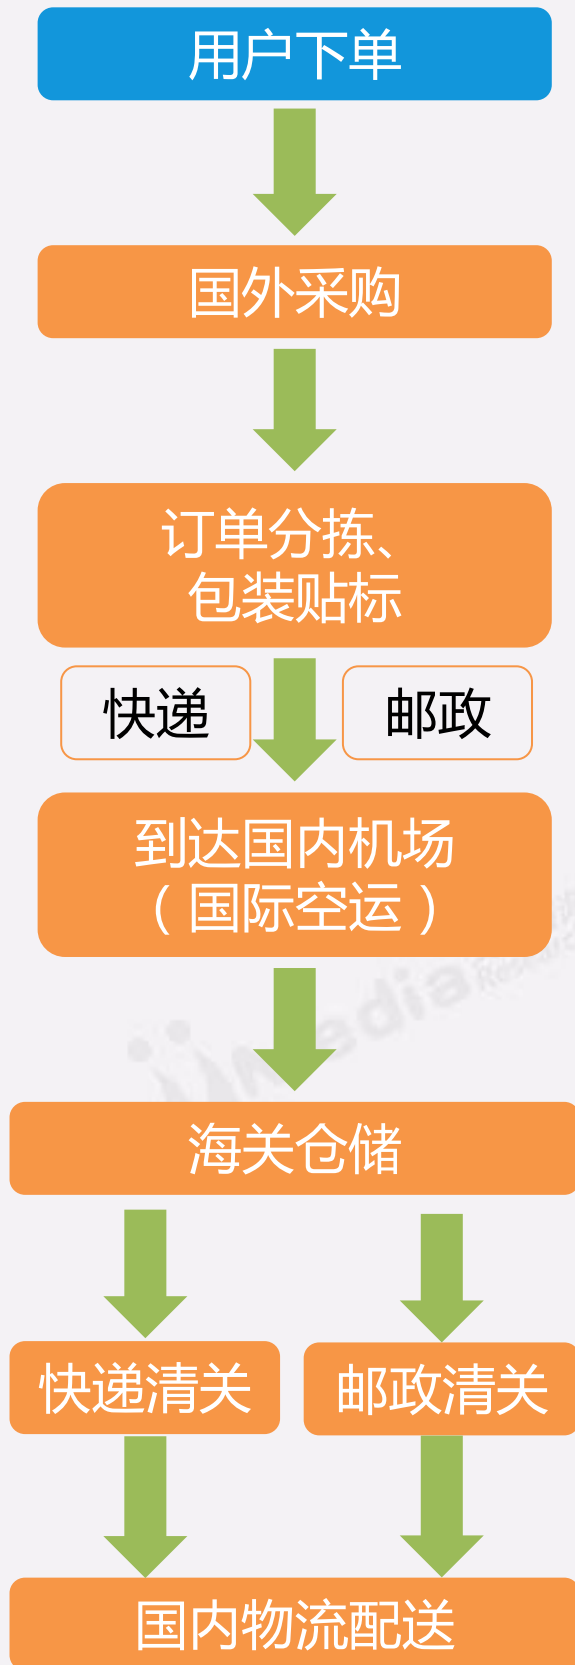 用户下单
国外采购
订单分拣、
包装贴标
快递
邮政
到达国内机场
（国际空运）
海关仓储
快递清关
邮政清关
国内物流配送